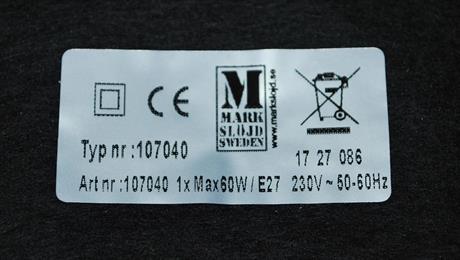 CE
M
MARK
SLÖJD
SWEDEN
www.markslojd.se
Typ nr :107040
17 27 086
Art nr :107040 1x Max60W / E27 230V ~ 50-60Hz